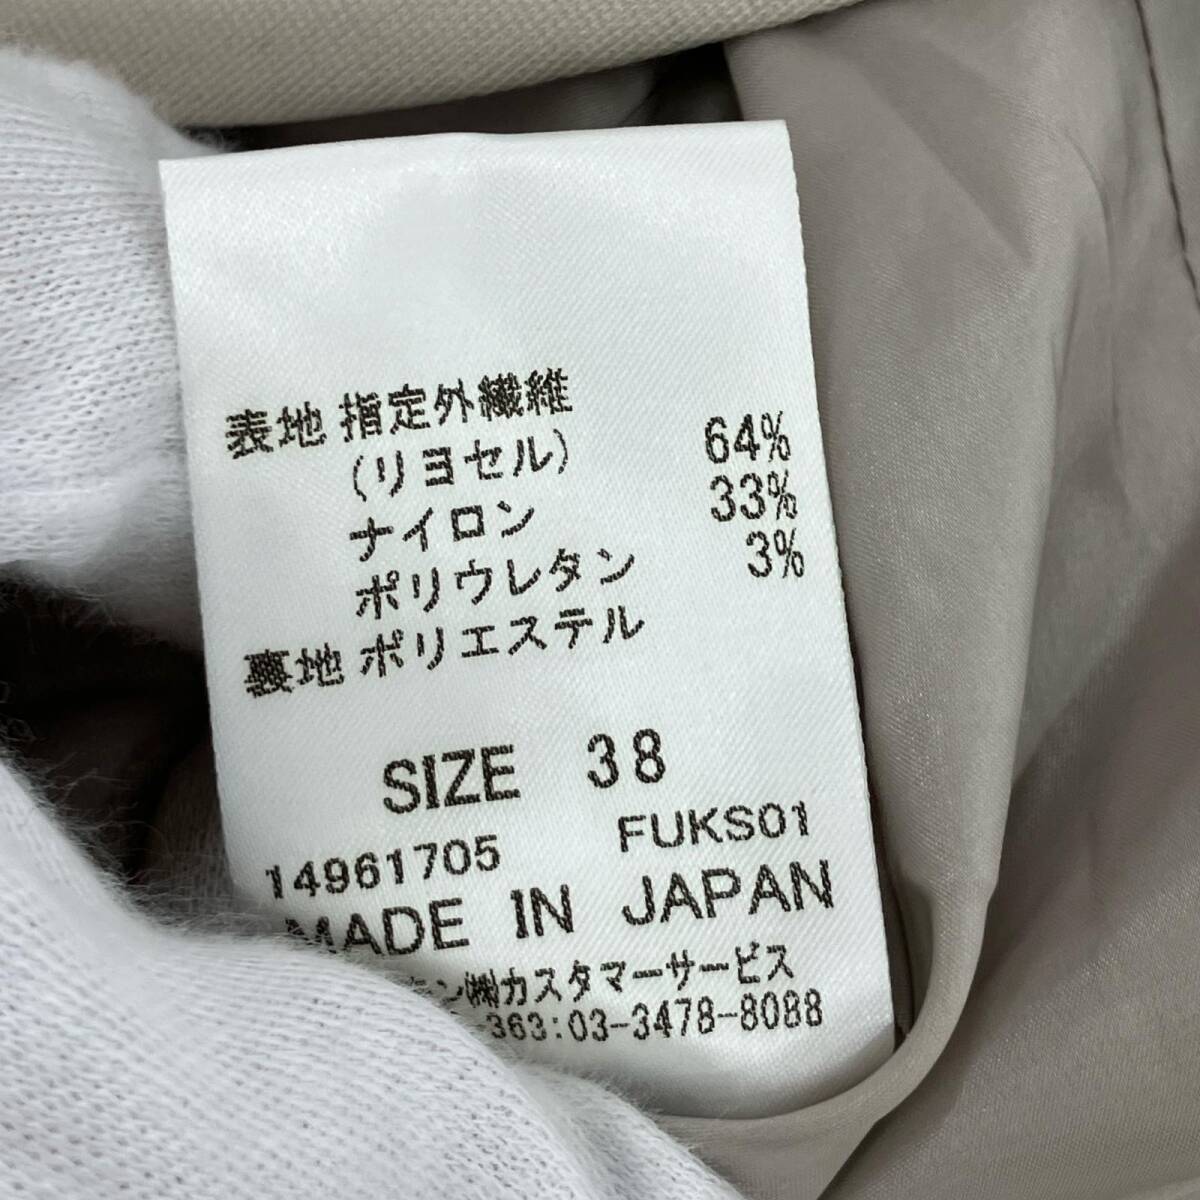 表地 指定外繊維
(リヨセル) 64%
ナイロン 33%
ポリウレタン 3%
裏地 ポリエステル
SIZE 38
14961705 FUKS01
MADE IN JAPAN
ン㈱カスタマーサービス
363:03-3478-8088